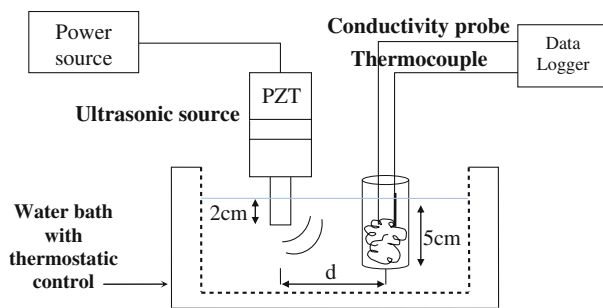 Power
source
Conductivity probe
Thermocouple
Data
Logger
PZT
Ultrasonic source
2cm
5cm
Water bath
with
thermostatic
control
d